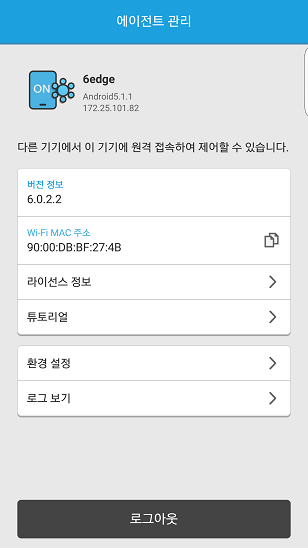 에이전트 관리
ON
6edge
Android5.1.1
172.25.101.82
다른 기기에서 이 기기에 원격 접속하여 제어할 수 있습니다.
버전 정보
6.0.2.2
Wi-Fi MAC 주소
90:00:DB:BF:27:4B
라이선스 정보
튜토리얼
환경 설정
로그 보기
로그아웃